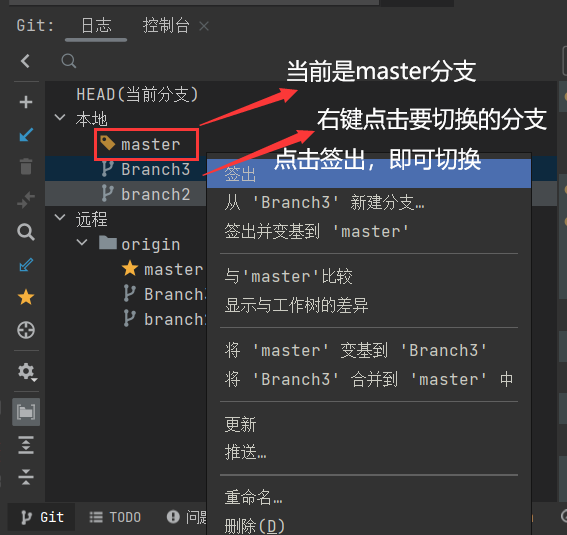 Git: 日志 控制台
HEAD(当前分支)
当前是master分支
本地
右键点击要切换的分支
master
点击签出，即可切换
Branch3
签出
branch2
从 'Branch3' 新建分支…
远程
签出并变基到 'master'
origin
master
与'master'比较
Branch
显示与工作树的差异
branch
将 'master' 变基到 'Branch3'
将 'Branch3' 合并到 'master' 中
更新
推送…
重命名…
删除(D)
Git TODO 问题